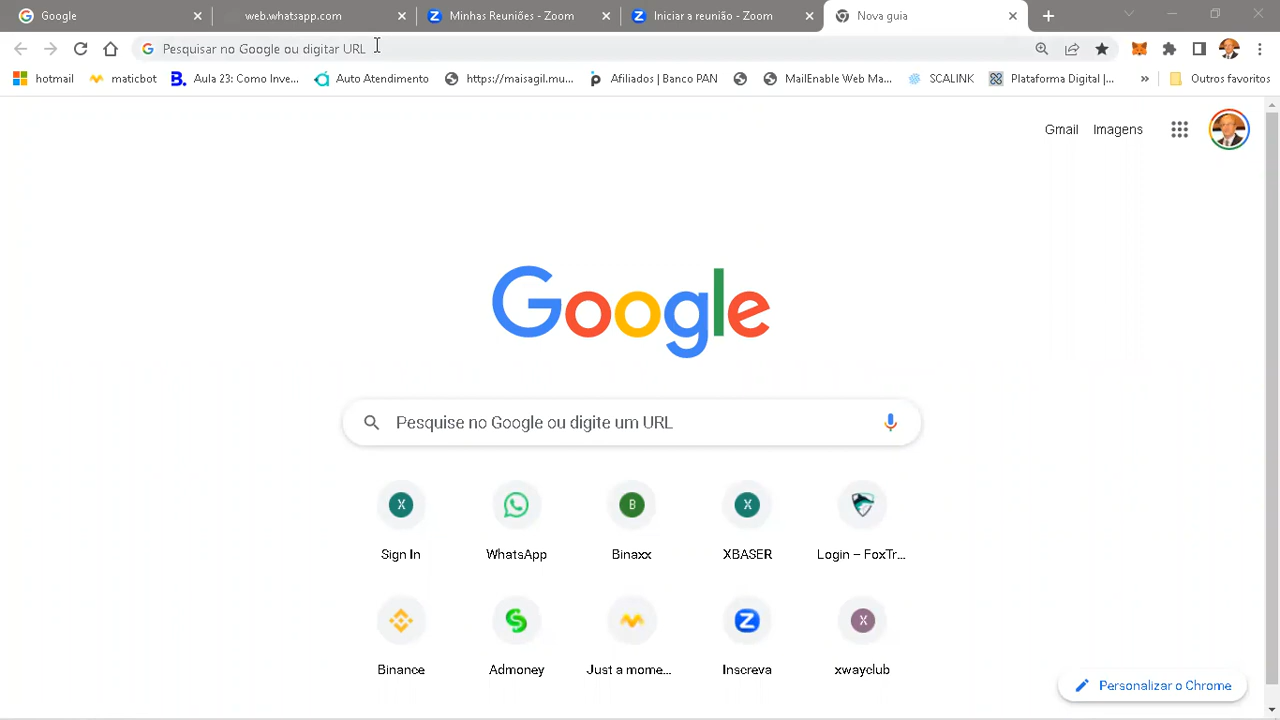 Google
web.whatsapp.com
Minhas Reuniões - Zoom
Iniciar a reunião - Zoom
Nova guia
Pesquisar no Google ou digitar URL
hotmail
maticbot
B.
Aula 23: Como Inve...
Auto Atendimento
https://maisagil.mu...
Afiliados | Banco PAN
MailEnable Web Ma...
SCALINK
Plataforma Digital |...
»
Outros favoritos
Gmail
Imagens
Google
Pesquise no Google ou digite um URL
X
B
X
Sign In
WhatsApp
Binaxx
XBASER
Login – FoxTr...
X
Binance
Admoney
Just a mome...
Inscreva
xwayclub
Personalizar o Chrome